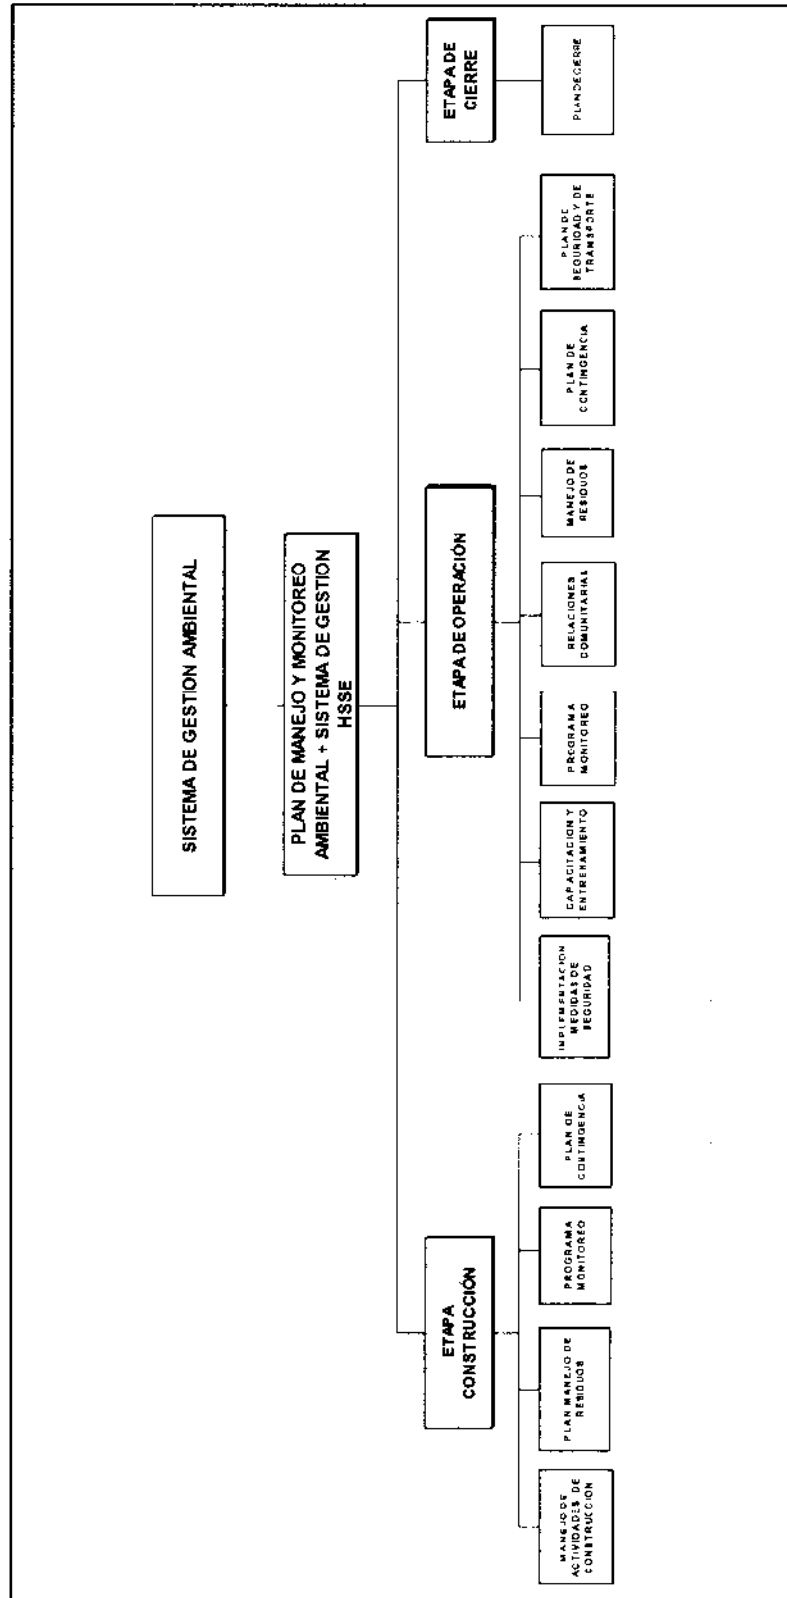 SISTEMA DE GESTION AMBIENTAL
PLAN DE MANEJO Y MONITOREO
AMBIENTAL + SISTEMA DE GESTION
HSSE
ETAPA
CONSTRUCCIÓN
ETAPA DE OPERACIÓN
ETAPA DE
CIERRE
MANEJO DE
ACTIVIDADES DE
CONSTRUCCION
PLAN MANEJO DE
RESIDUOS
PROGRAMA
MONITOREO
PLAN DE
CONTINGENCIA
IMPLEMENTACION
MEDIDAS DE
SEGURIDAD
CAPACITACION Y
ENTRENAMIENTO
PROGRAMA
MONITOREO
RELACIONES
COMUNITARIAL
MANEJO DE
RESIDUOS
PLAN DE
CONTINGENCIA
PLAN DE
SEGURIDAD Y DE
TRANSPORTE
PLAN DE CIERRE